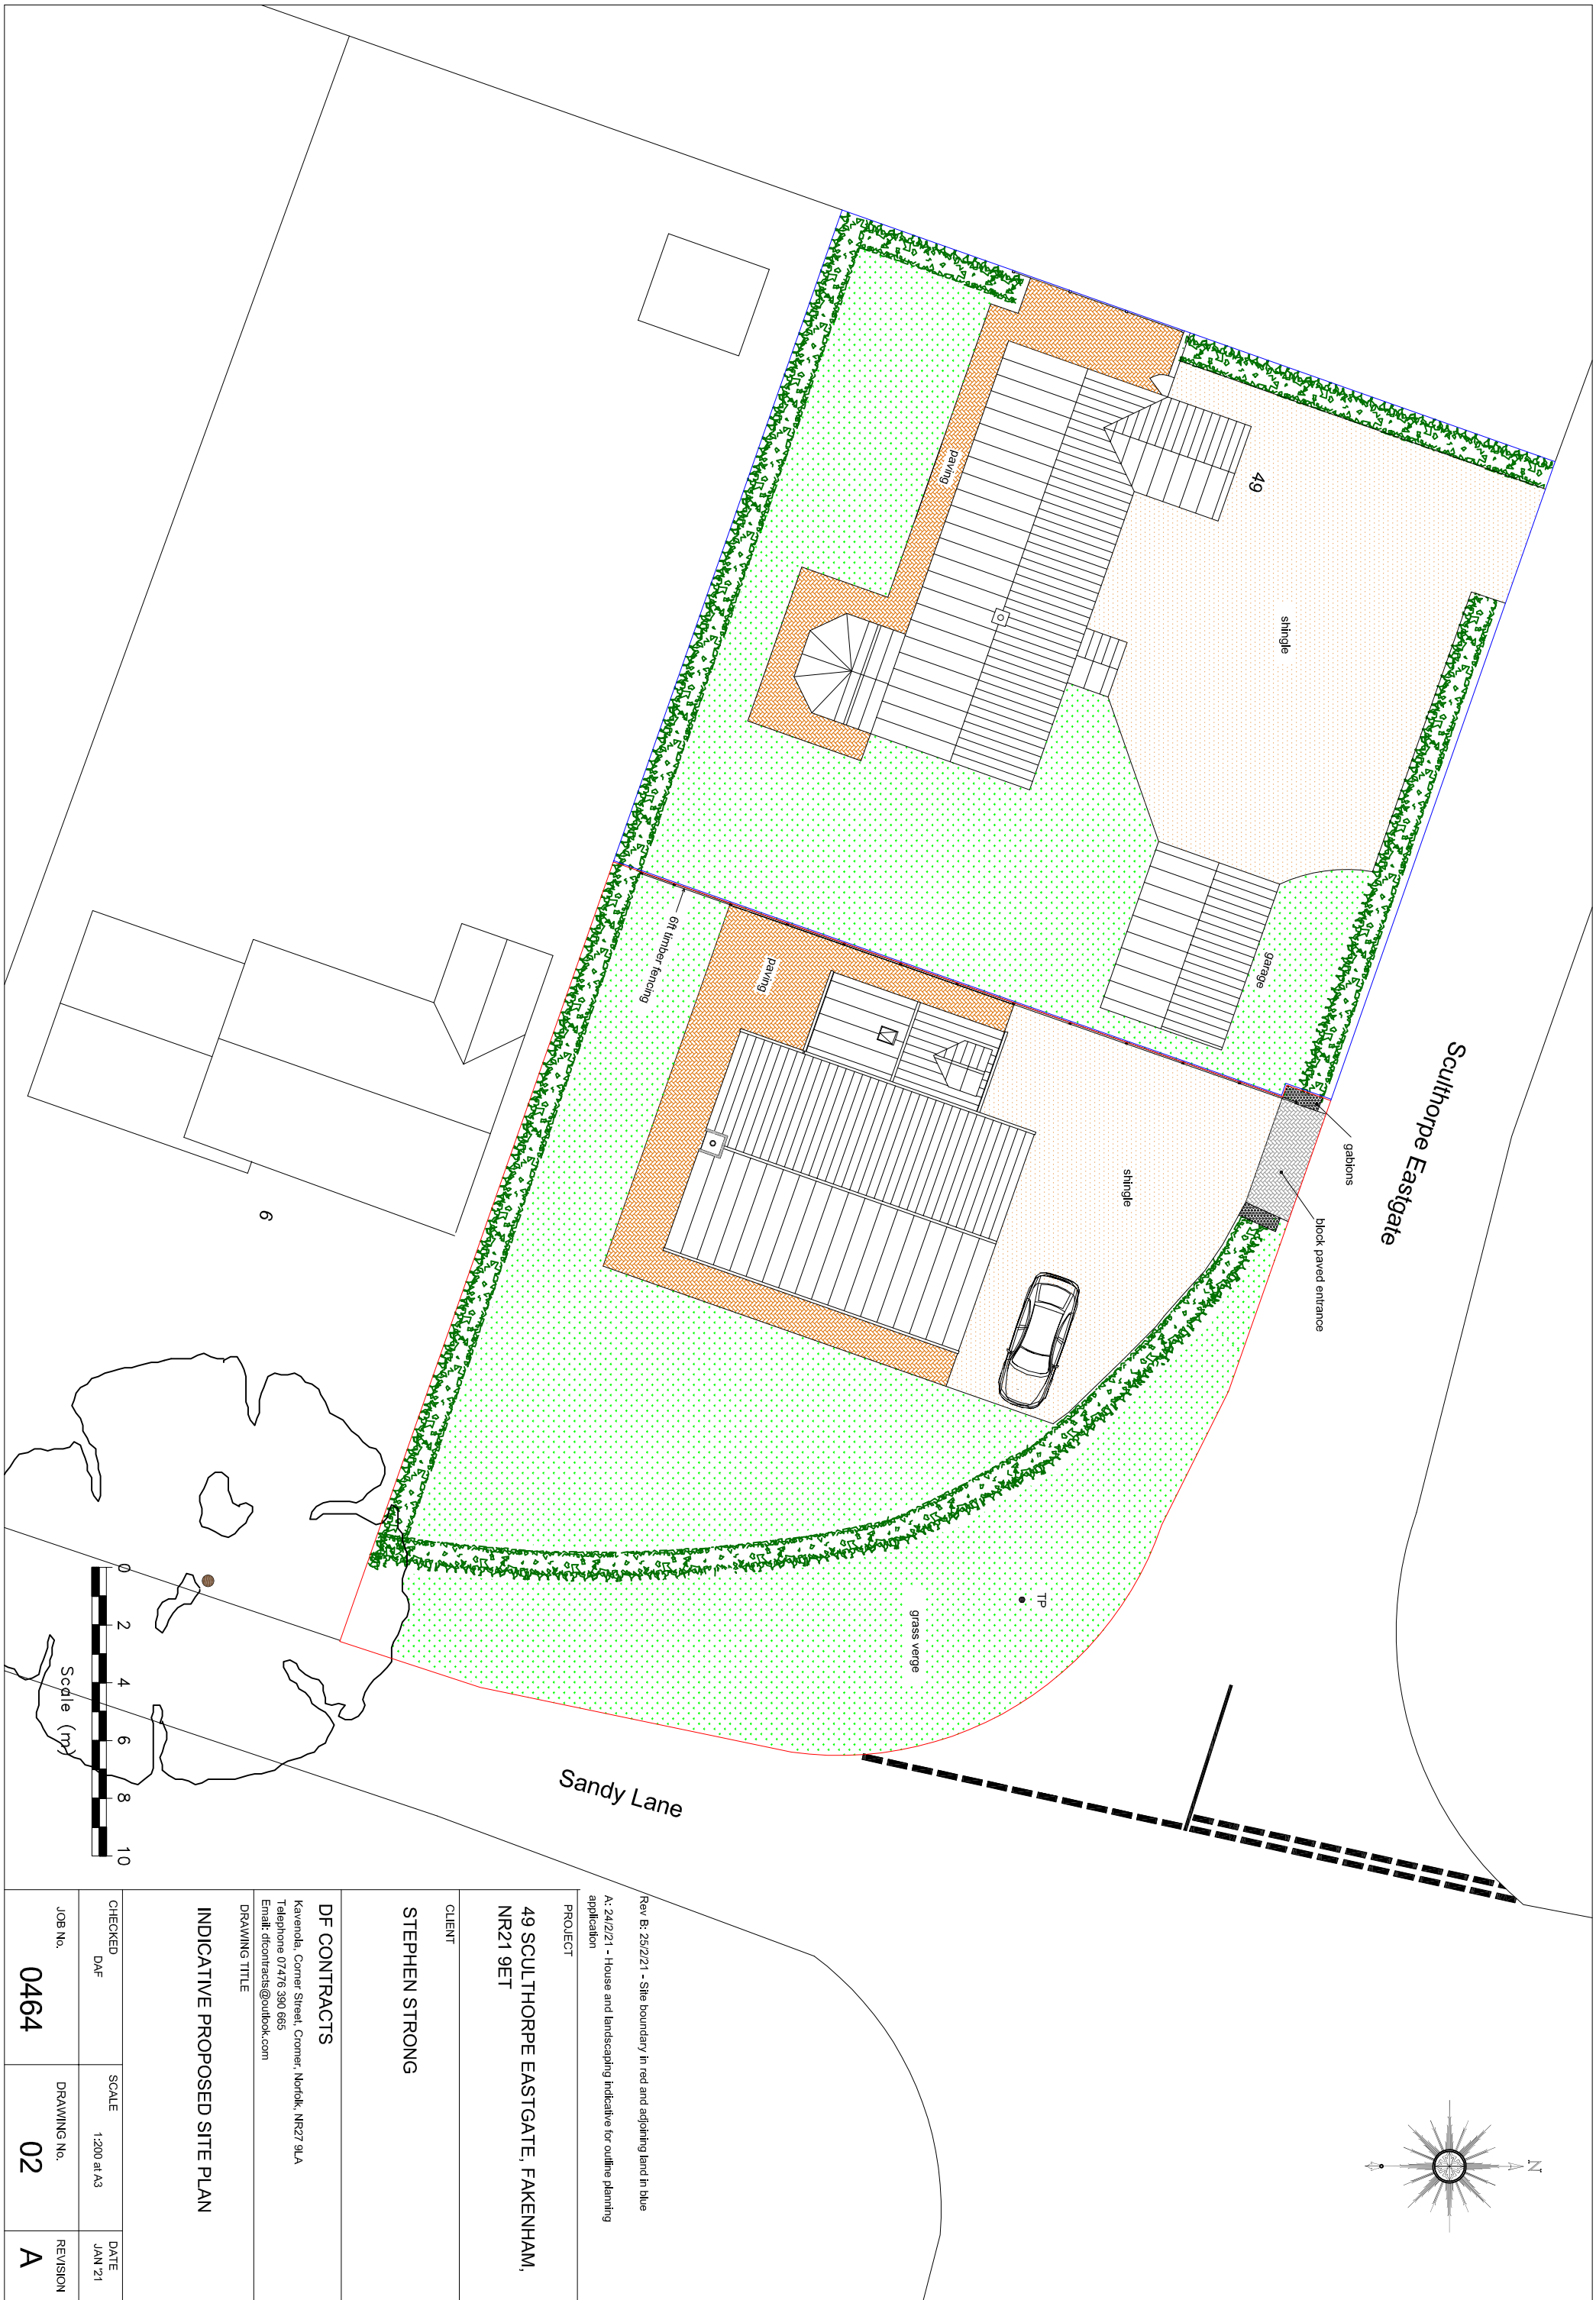 Sculthorpe Eastgate
49
shingle
paving
garage
gabions
block paved entrance
6ft timber fencing
paving
shingle
6
TP
grass verge
Sandy Lane
N
0 2 4 6 8 10
Scale (m)
Rev B: 25/2/21 - Site boundary in red and adjoining land in blue
A: 24/2/21 - House and landscaping indicative for outline planning
application
PROJECT
49 SCULTHORPE EASTGATE, FAKENHAM,
NR21 9ET
CLIENT
STEPHEN STRONG
DF CONTRACTS
Kavenola, Corner Street, Cromer, Norfolk, NR27 9LA
Telephone 07476 390 665
Email: dfcontracts@outlook.com
DRAWING TITLE
INDICATIVE PROPOSED SITE PLAN
CHECKED DAF
SCALE 1:200 at A3
DATE JAN '21
JOB No. 0464
DRAWING No. 02
REVISION A